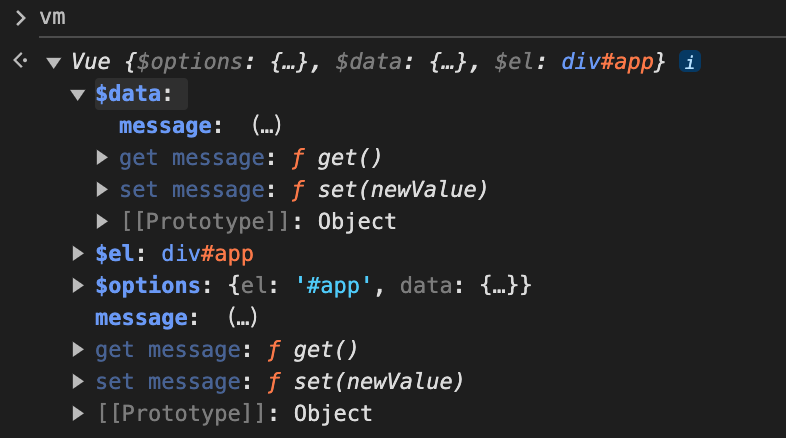 > vm
Vue {$options: {…}, $data: {…}, $el: div#app} i
$data:
message: (…)
get message: ƒ get()
set message: ƒ set(newValue)
[[Prototype]]: Object
$el: div#app
$options: {el: '#app', data: {…}}
message: (…)
get message: ƒ get()
set message: ƒ set(newValue)
[[Prototype]]: Object